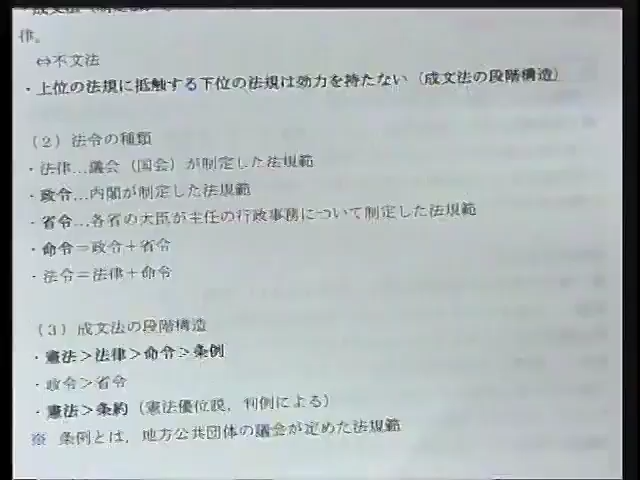 律。
⇔不文法
・上位の法規に抵触する下位の法規は効力を持たない（成文法の段階構造）
（2）法令の種類
・法律…議会（国会）が制定した法規範
・政令…内閣が制定した法規範
・省令…各省の大臣が主任の行政事務について制定した法規範
・命令＝政令＋省令
・法令＝法律＋命令
（3）成文法の段階構造
・憲法＞法律＞命令＞条例
・政令＞省令
・憲法＞条約（憲法優位説，判例による）
※ 条例とは，地方公共団体の議会が定めた法規範